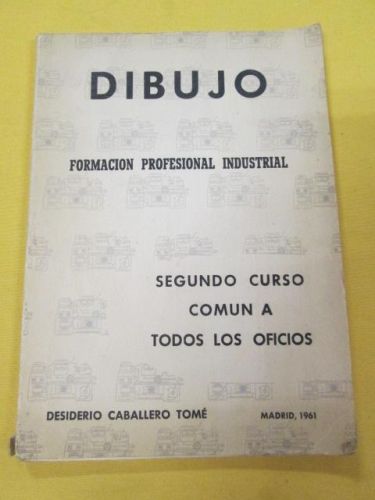 DIBUJO
FORMACION PROFESIONAL INDUSTRIAL
SEGUNDO CURSO
COMUN A
TODOS LOS OFICIOS
DESIDERIO CABALLERO TOMÉ MADRID, 1961